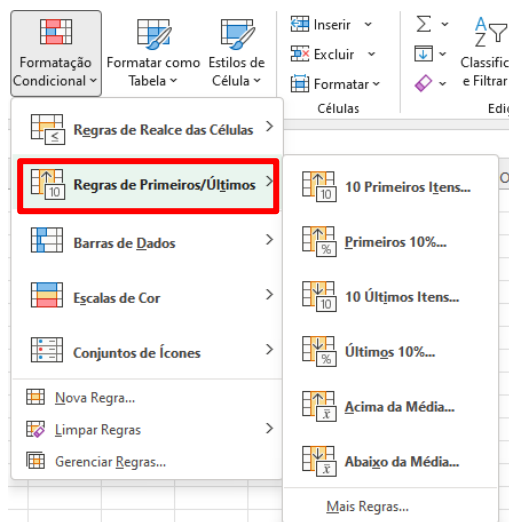 Formatação
Condicional
Formatar como
Tabela
Estilos de
Célula
Inserir
Excluir
Formatar
Células
Classific
e Filtrar
Edi
Regras de Realce das Células
Regras de Primeiros/Últimos
Barras de Dados
Escalas de Cor
Conjuntos de Ícones
Nova Regra...
Limpar Regras
Gerenciar Regras...
10 Primeiros Itens...
Primeiros 10%...
10 Últimos Itens...
Últimos 10%...
Acima da Média...
Abaixo da Média...
Mais Regras...